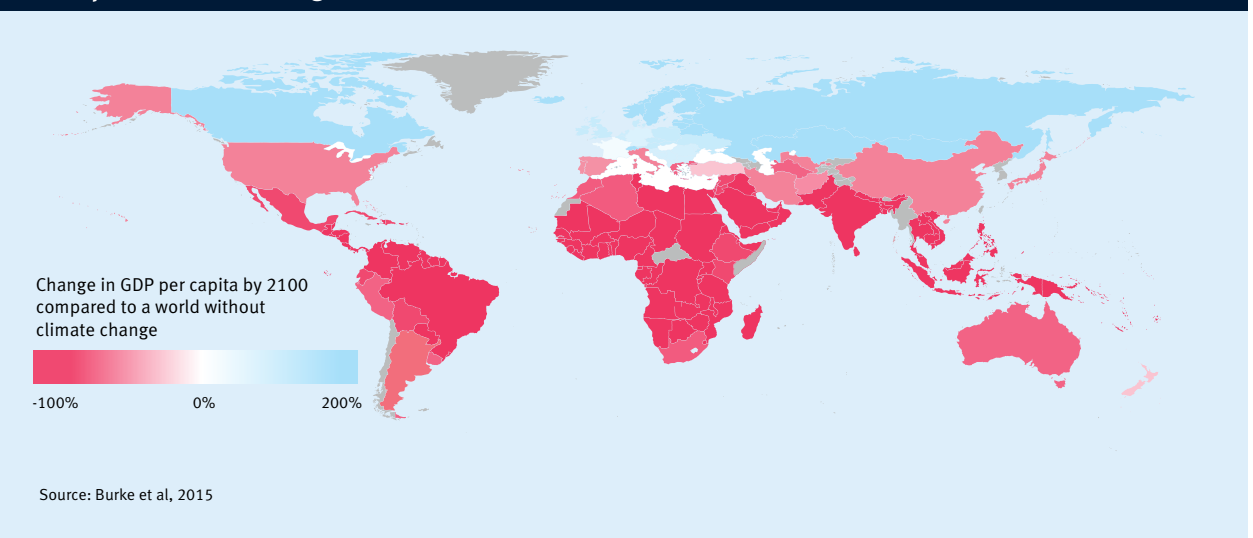 Change in GDP per capita by 2100
compared to a world without
climate change
-100%
0%
200%
Source: Burke et al, 2015